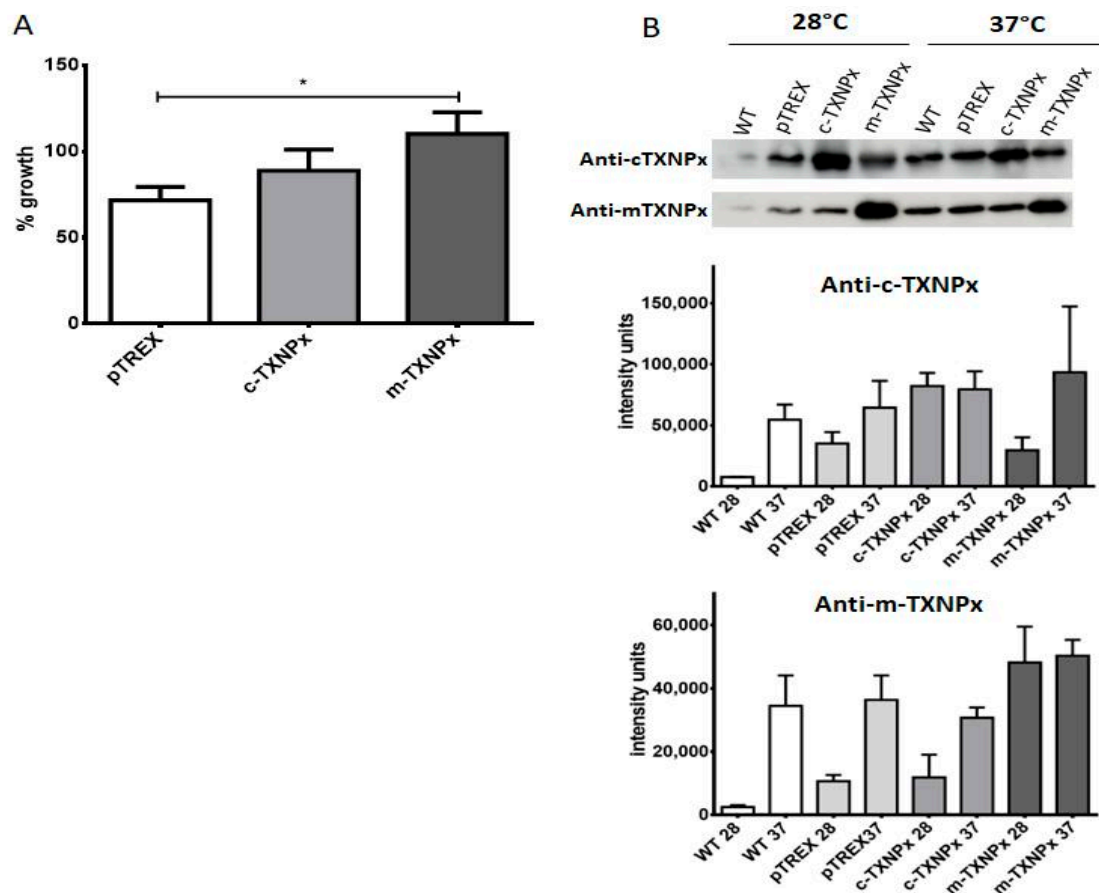 A
150
100
50
0
% growth
*
pTREX
c-TXNPx
m-TXNPx
B
28°C 37°C
WT pTREX c-TXNPx m-TXNPx WT pTREX c-TXNPx m-TXNPx
Anti-cTXNPx
Anti-mTXNPx
Anti-c-TXNPx
150,000
100,000
50,000
0
intensity units
WT 28
WT 37
pTREX 28
pTREX 37
c-TXNPx 28
c-TXNPx 37
m-TXNPx 28
m-TXNPx 37
Anti-m-TXNPx
60,000
40,000
20,000
0
intensity units
WT 28
WT 37
pTREX 28
pTREX37
c-TXNPx 28
c-TXNPx 37
m-TXNPx 28
m-TXNPx 37